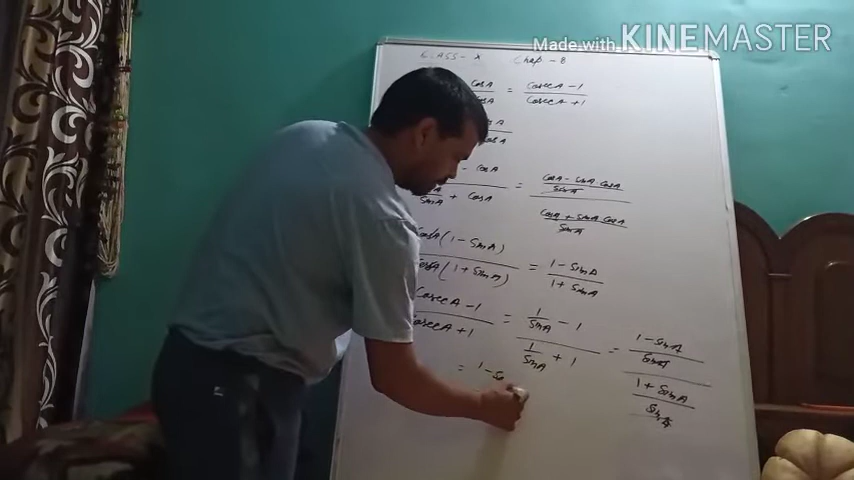 Made with KINEMASTER
CLASS - X Chap - 8
CosA = CosecA - 1
CosecA + 1
- CosA = CosA - SinA CosA
SinA
SinA + CosA CosA + SinA CosA
SinA
CosA (1 - SinA) = 1 - SinA
(1 + SinA) 1 + SinA
CosecA - 1 = 1/SinA - 1 = 1 - SinA
SinA
CosecA + 1 1/SinA + 1 1 + SinA
SinA
= 1 - S